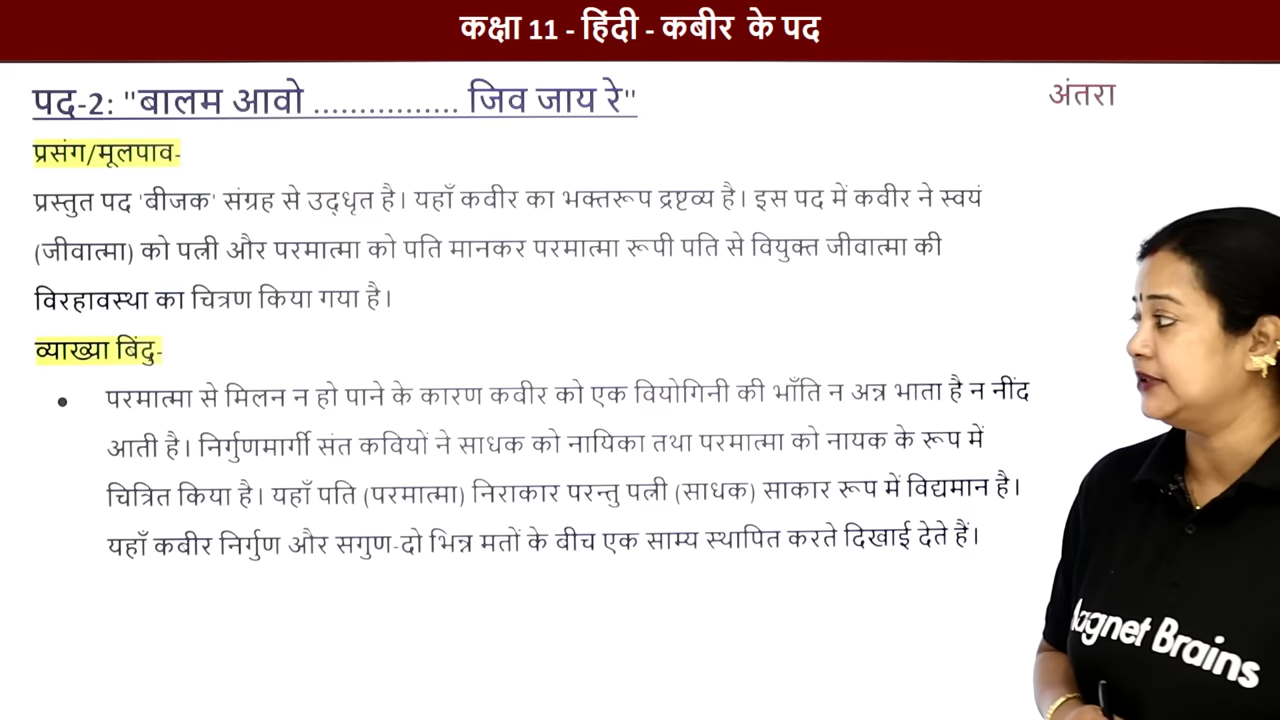 कक्षा 11 - हिंदी - कबीर के पद
पद-2: "बालम आवो ................ जिव जाय रे"
अंतरा
प्रसंग/मूलपाव-
प्रस्तुत पद 'बीजक' संग्रह से उद्धृत है। यहाँ कबीर का भक्तरूप द्रष्टव्य है। इस पद में कबीर ने स्वयं
(जीवात्मा) को पत्नी और परमात्मा को पति मानकर परमात्मा रूपी पति से वियुक्त जीवात्मा की
विरहावस्था का चित्रण किया गया है।
व्याख्या बिंदु-
• परमात्मा से मिलन न हो पाने के कारण कबीर को एक वियोगिनी की भाँति न अन्न भाता है न नींद
आती है। निर्गुणमार्गी संत कवियों ने साधक को नायिका तथा परमात्मा को नायक के रूप में
चित्रित किया है। यहाँ पति (परमात्मा) निराकार परन्तु पत्नी (साधक) साकार रूप में विद्यमान है।
यहाँ कबीर निर्गुण और सगुण-दो भिन्न मतों के बीच एक साम्य स्थापित करते दिखाई देते हैं।
agnet Brains